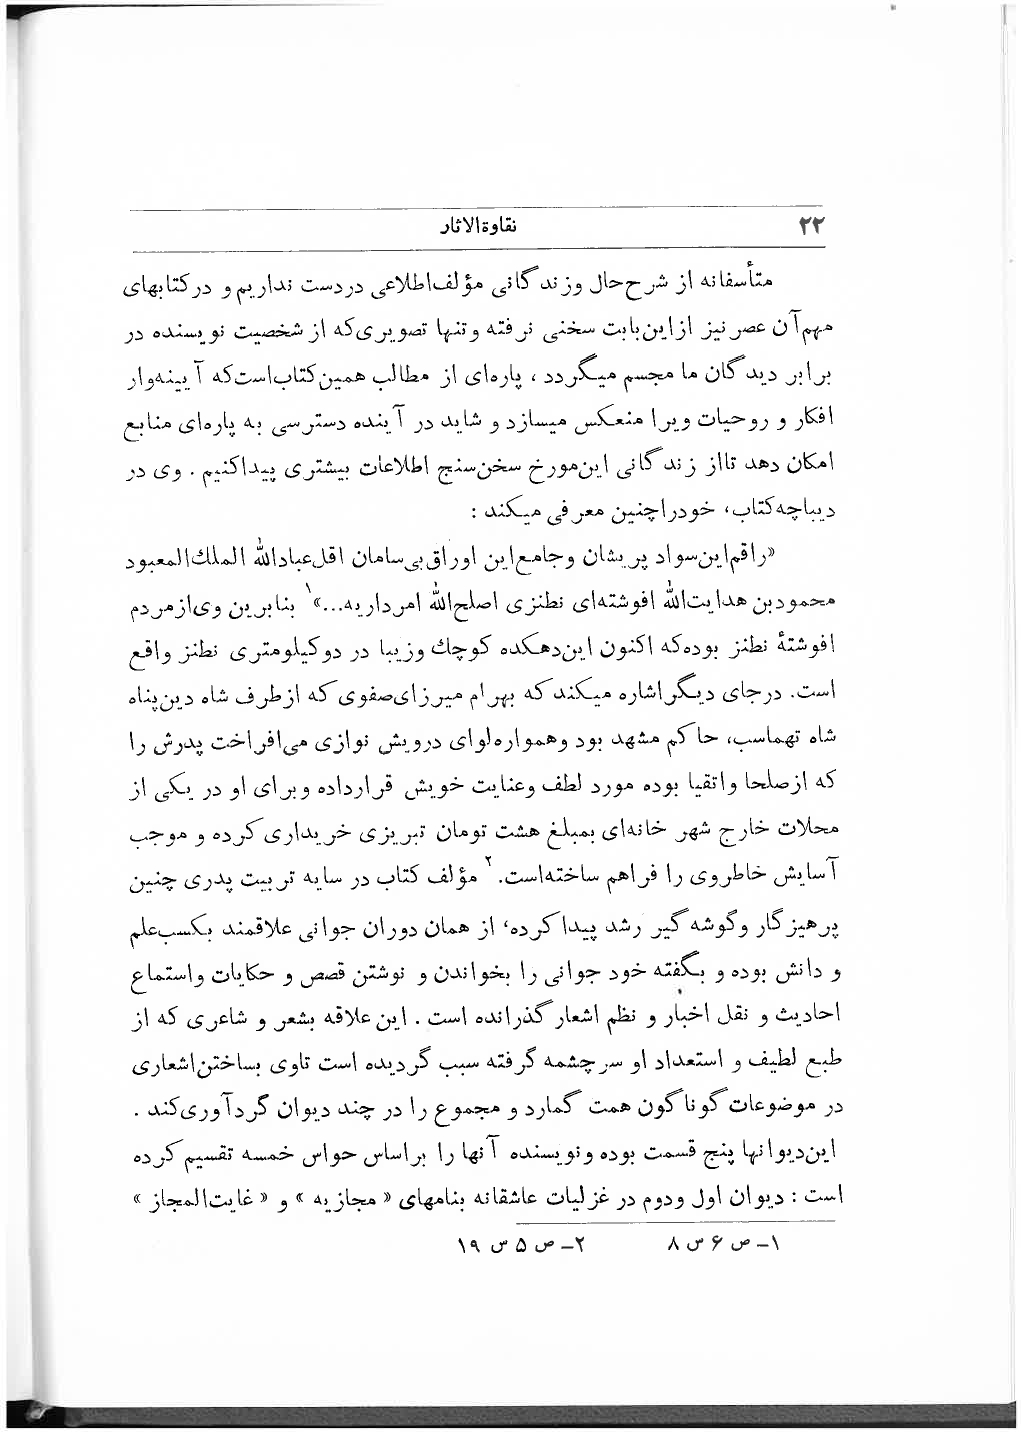 ۲۲
نقاوةالاثار
متأسفانه از شرح‌حال وزندگانی مؤلف‌اطلاعی دردست نداریم و درکتابهای
مهم‌آن عصر نیز ازاین‌بابت سخنی نرفته وتنها تصویری‌که از شخصیت نویسنده در
برابر دیدگان ما مجسم میگردد ، پاره‌ای از مطالب همین‌کتاب‌است‌که آیینه‌وار
افکار و روحیات ویرا منعکس میسازد و شاید در آینده دسترسی به پاره‌ای منابع
امکان دهد تااز زندگانی این‌مورخ سخن‌سنج اطلاعات بیشتری پیداکنیم . وی در
دیباچه‌کتاب، خودراچنین معرفی میکند :
«راقم‌این‌سواد پریشان وجامع‌این اوراق‌بی‌سامان اقل‌عبادالله الملك‌المعبود
محمودبن هدایت‌الله افوشته‌ای نطنزی اصلح‌الله امرداریه...»۱ بنابرین وی‌ازمردم
افوشتهٔ نطنز بوده‌که اکنون این‌دهکده کوچك وزیبا در دوکیلومتری نطنز واقع
است. درجای دیگراشاره میکندکه بهرام میرزای‌صفوی که ازطرف شاه دین‌پناه
شاه تهماسب، حاکم مشهد بود وهمواره‌لوای درویش نوازی می‌افراخت پدرش را
که ازصلحا واتقیا بوده مورد لطف وعنایت خویش قرارداده وبرای او در یکی از
محلات خارج شهر خانه‌ای بمبلغ هشت تومان تبریزی خریداری کرده و موجب
آسایش خاطروی را فراهم ساخته‌است.۲ مؤلف کتاب در سایه تربیت پدری چنین
پرهیزگار وگوشه‌گیر رشد پیداکرده، از همان دوران جوانی علاقمند بکسب‌علم
و دانش بوده و بگفته خود جوانی را بخواندن و نوشتن قصص و حکایات واستماع
احادیث و نقل اخبار و نظم اشعارگذرانده است . این علاقه بشعر و شاعری که از
طبع لطیف و استعداد او سرچشمه گرفته سبب گردیده است تاوی بساختن‌اشعاری
در موضوعات گوناگون همت گمارد و مجموع را در چند دیوان گردآوری‌کند .
این‌دیوانها پنج قسمت بوده ونویسنده آنها را براساس حواس خمسه تقسیم کرده
است : دیوان اول ودوم در غزلیات عاشقانه بنامهای « مجازیه » و « غایت‌المجاز »
۱ــ ص ۶ س ۸ ۲ــ ص ۵ س ۱۹